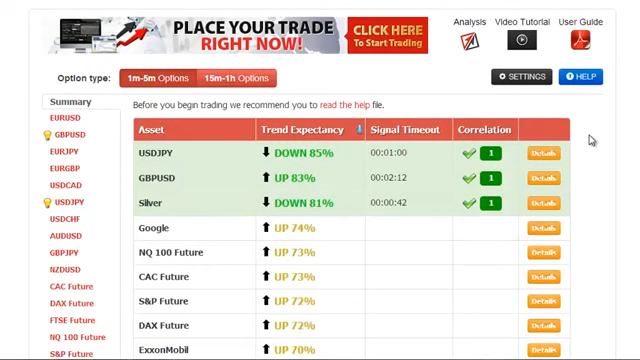 PLACE YOUR TRADE
RIGHT NOW!
CLICK HERE
To Start Trading
Analysis
Video Tutorial
User Guide
Option type:
1m-5m Options
15m-1h Options
SETTINGS
? HELP
Summary
EURUSD
GBPUSD
EURJPY
EURGBP
USDCAD
USDJPY
USDCHF
AUDUSD
GBPJPY
NZDUSD
CAC Future
DAX Future
FTSE Future
NQ 100 Future
S&P Future
Before you begin trading we recommend you to read the help file.
Asset Trend Expectancy Signal Timeout Correlation
USDJPY DOWN 85% 00:01:00 1 Details
GBPUSD UP 83% 00:02:12 1 Details
Silver DOWN 81% 00:00:42 1 Details
Google UP 74% Details
NQ 100 Future UP 73% Details
CAC Future UP 73% Details
S&P Future UP 72% Details
DAX Future UP 72% Details
ExxonMobil UP 70% Details